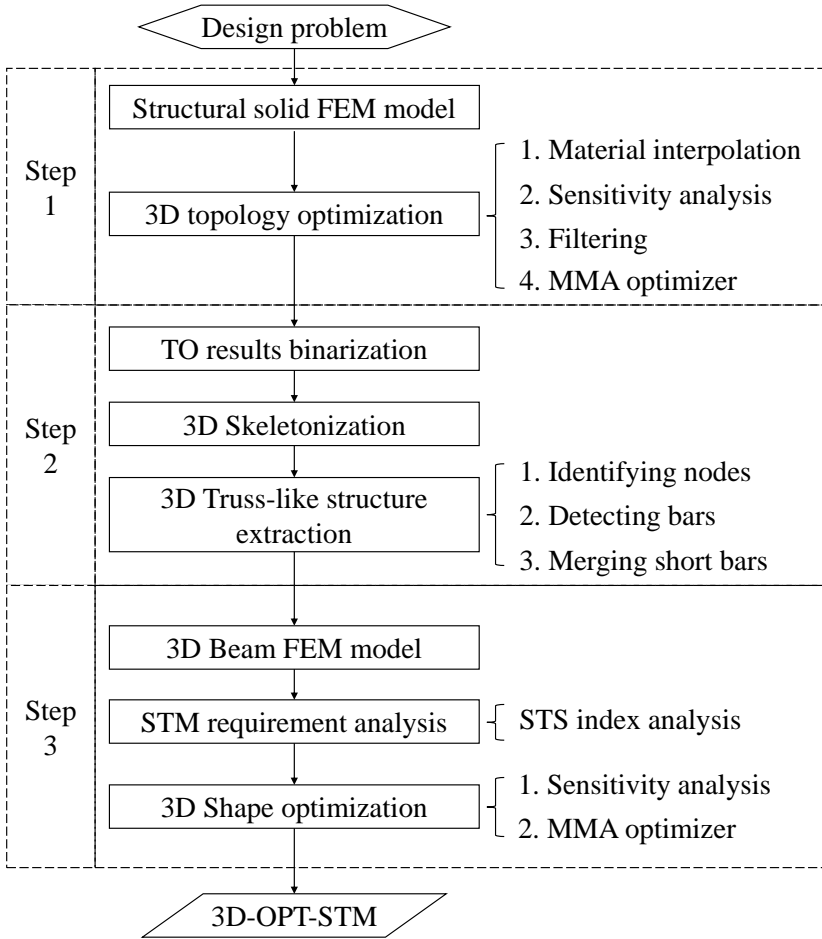 Design problem
Step
1
Structural solid FEM model
3D topology optimization
1. Material interpolation
2. Sensitivity analysis
3. Filtering
4. MMA optimizer
Step
2
TO results binarization
3D Skeletonization
3D Truss-like structure
extraction
1. Identifying nodes
2. Detecting bars
3. Merging short bars
Step
3
3D Beam FEM model
STM requirement analysis
STS index analysis
3D Shape optimization
1. Sensitivity analysis
2. MMA optimizer
3D-OPT-STM